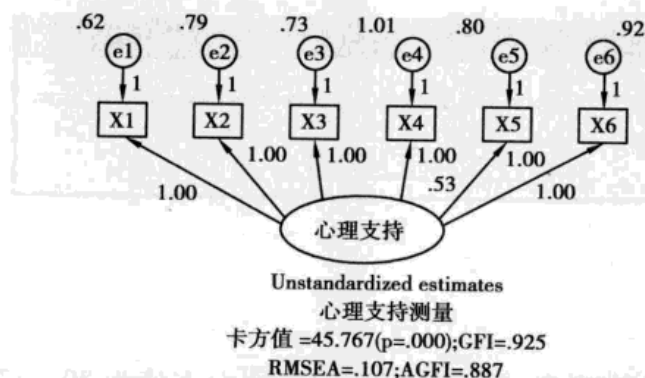 .62 .79 .73 1.01 .80 .92
e1 e2 e3 e4 e5 e6
1 1 1 1 1 1
X1 X2 X3 X4 X5 X6
1.00 1.00 1.00 1.00 1.00 1.00
.53
心理支持
Unstandardized estimates
心理支持测量
卡方值 =45.767(p=.000);GFI=.925
RMSEA=.107;AGFI=.887